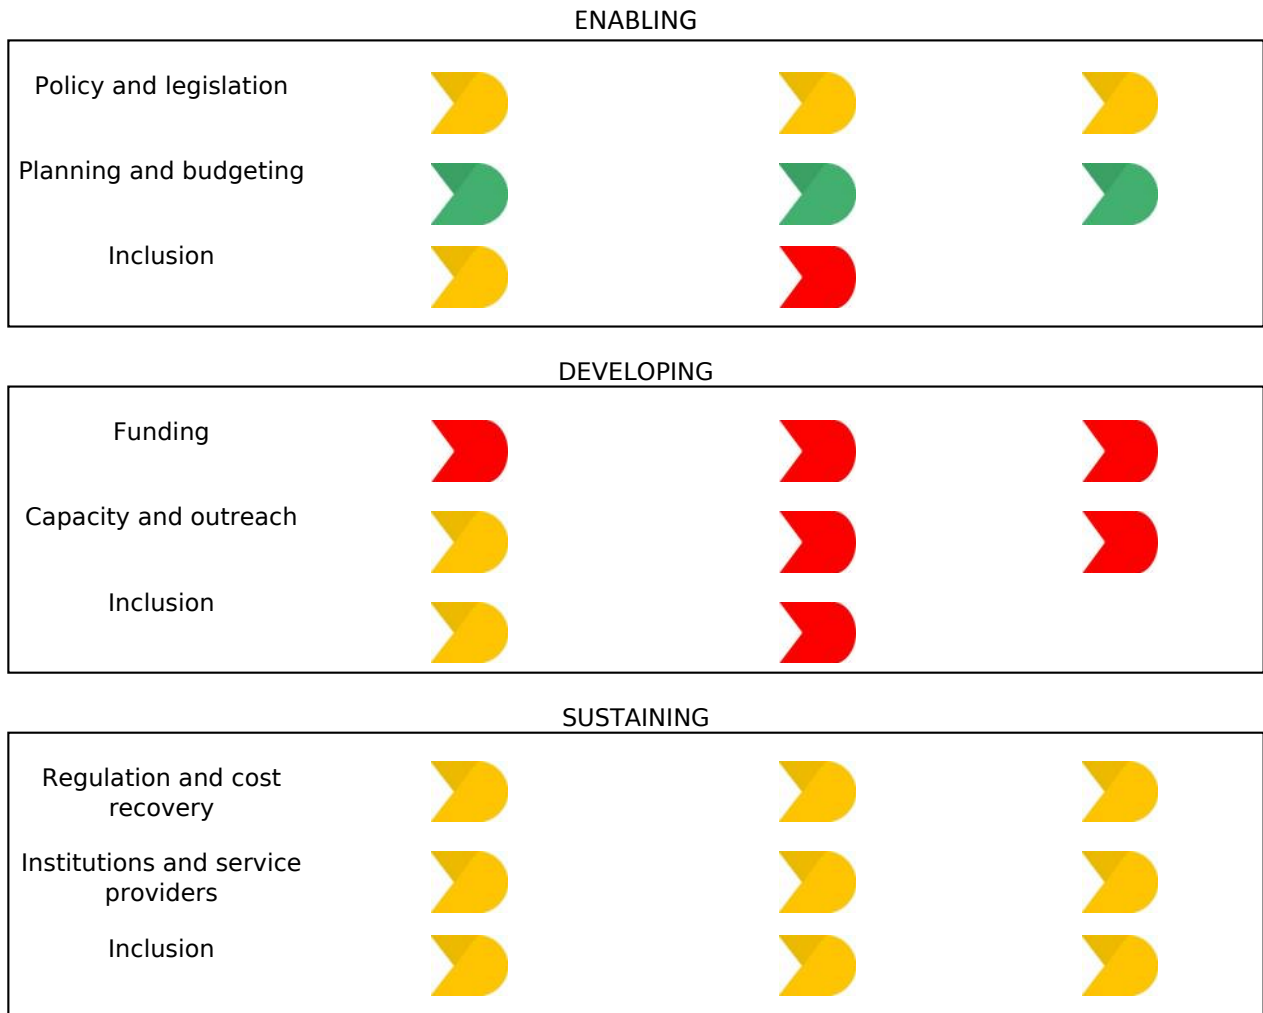 ENABLING
Policy and legislation
Planning and budgeting
Inclusion
DEVELOPING
Funding
Capacity and outreach
Inclusion
SUSTAINING
Regulation and cost
recovery
Institutions and service
providers
Inclusion